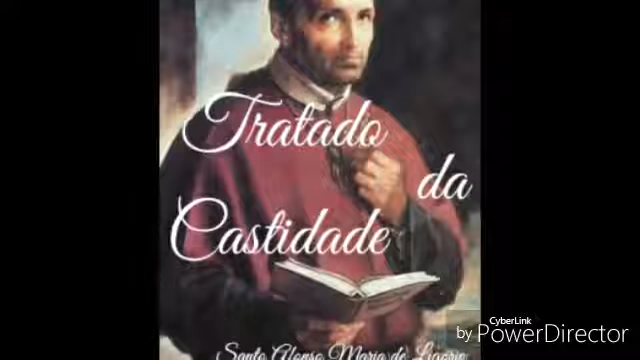 Tratado
da
Castidade
Santo Afonso Maria de Ligório
CyberLink
by PowerDirector